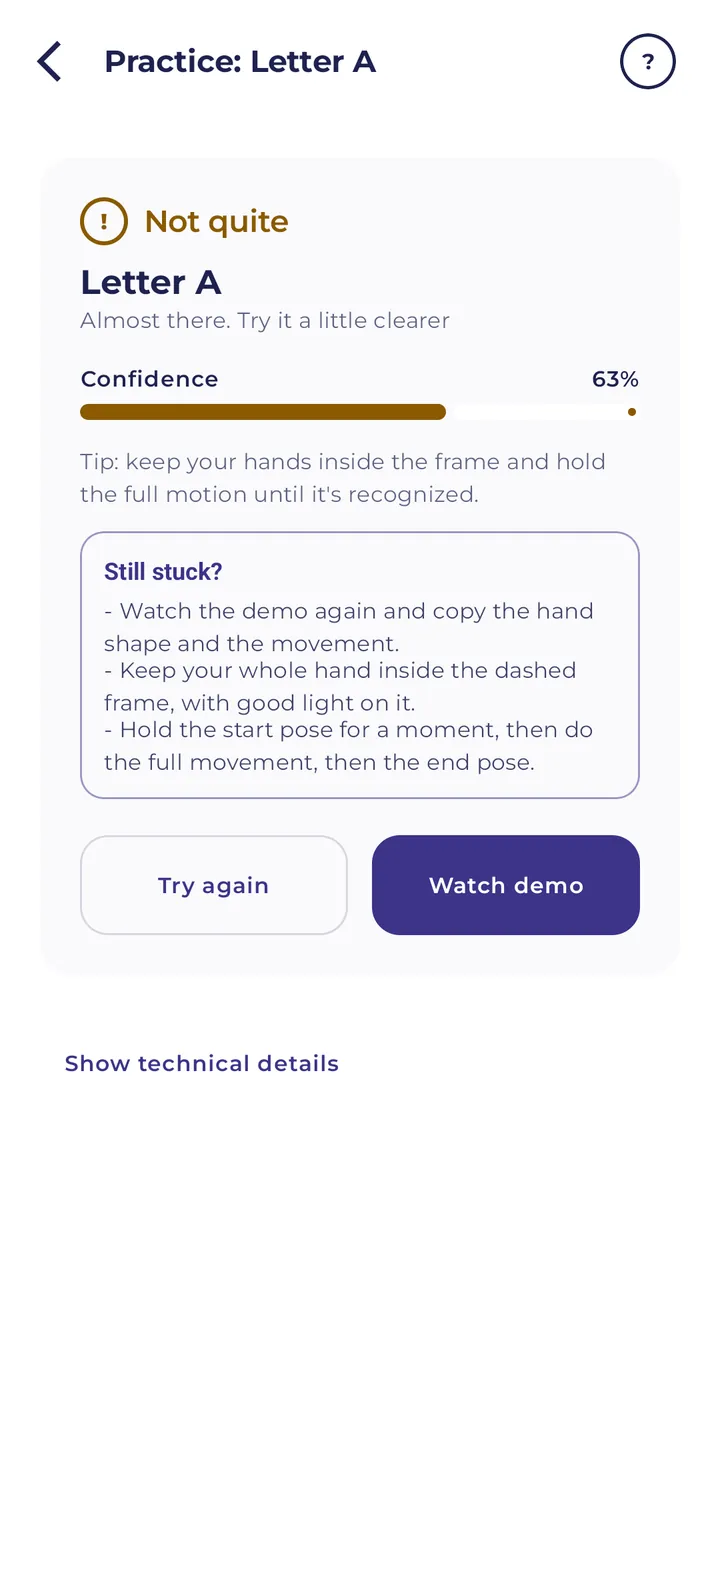 Practice: Letter A
?
! Not quite
Letter A
Almost there. Try it a little clearer
Confidence 63%
Tip: keep your hands inside the frame and hold
the full motion until it's recognized.
Still stuck?
- Watch the demo again and copy the hand
shape and the movement.
- Keep your whole hand inside the dashed
frame, with good light on it.
- Hold the start pose for a moment, then do
the full movement, then the end pose.
Try again Watch demo
Show technical details